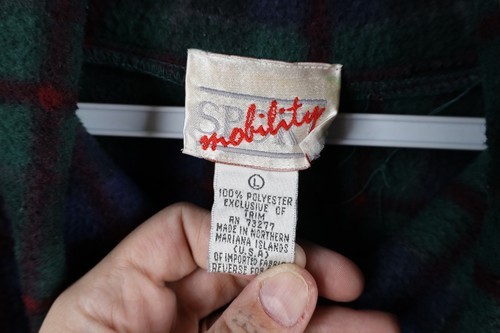 SPORT
mobility
L
100% POLYESTER
EXCLUSIVE OF
TRIM
RN 73277
MADE IN NORTHERN
MARIANA ISLANDS
(U.S.A)
OF IMPORTED FABRIC
REVERSE FOR